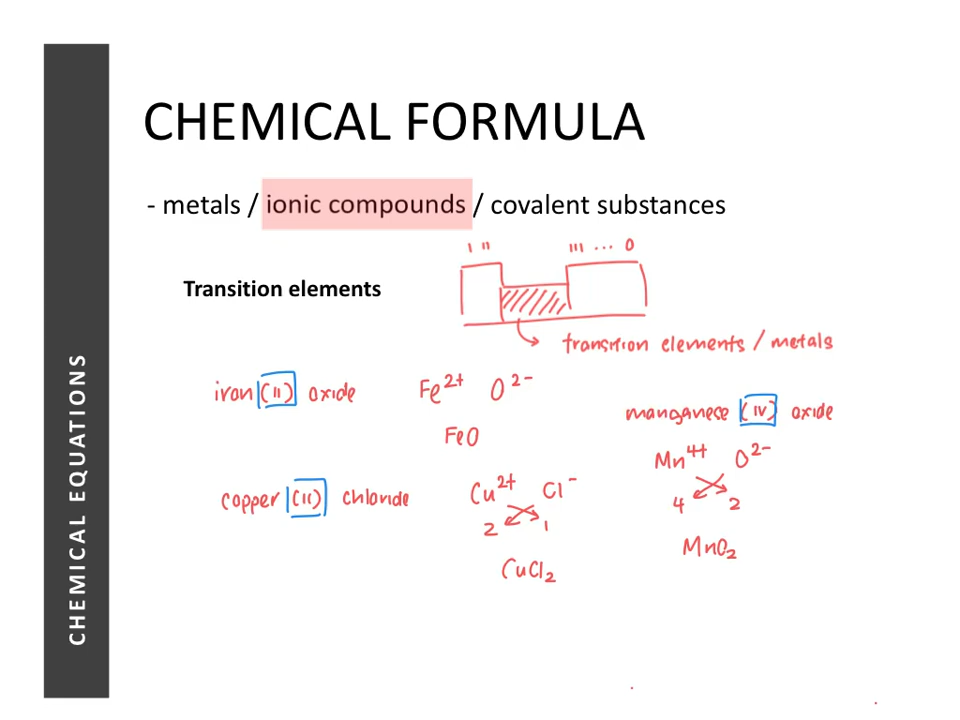 CHEMICAL EQUATIONS
CHEMICAL FORMULA
- metals / ionic compounds / covalent substances
I II III ... 0
Transition elements
transition elements / metals
iron (II) oxide Fe²⁺ O²⁻
FeO
manganese (IV) oxide
Mn⁴⁺ O²⁻
4 2
MnO₂
copper (II) chloride Cu²⁺ Cl⁻
2 1
CuCl₂